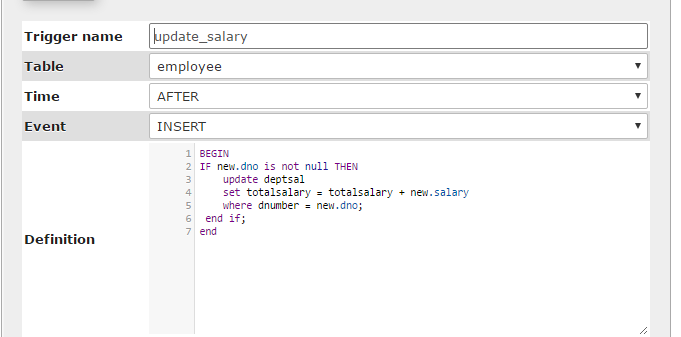 Trigger name update_salary
Table employee
Time AFTER
Event INSERT
Definition
1 BEGIN
2 IF new.dno is not null THEN
3 update deptsal
4 set totalsalary = totalsalary + new.salary
5 where dnumber = new.dno;
6 end if;
7 end